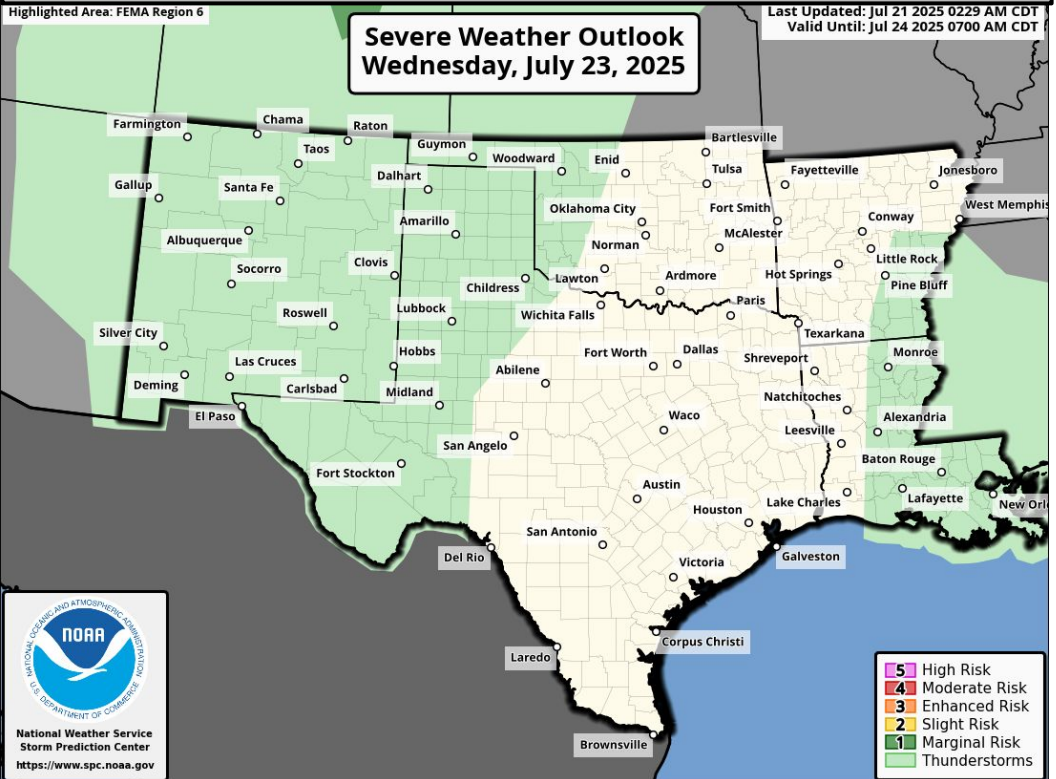 Highlighted Area: FEMA Region 6
Last Updated: Jul 21 2025 0229 AM CDT
Valid Until: Jul 24 2025 0700 AM CDT
Severe Weather Outlook
Wednesday, July 23, 2025
Farmington
Chama
Raton
Taos
Guymon
Woodward
Enid
Bartlesville
Tulsa
Fayetteville
Jonesboro
Gallup
Santa Fe
Dalhart
Oklahoma City
Fort Smith
West Memphis
Albuquerque
Amarillo
Norman
McAlester
Conway
Little Rock
Socorro
Clovis
Childress
Lawton
Ardmore
Hot Springs
Pine Bluff
Roswell
Lubbock
Wichita Falls
Paris
Texarkana
Silver City
Las Cruces
Hobbs
Fort Worth
Dallas
Shreveport
Monroe
Deming
Carlsbad
Midland
Abilene
Natchitoches
El Paso
San Angelo
Waco
Leesville
Alexandria
Fort Stockton
Baton Rouge
Austin
Houston
Lake Charles
Lafayette
New Orl
Del Rio
San Antonio
Galveston
Victoria
Laredo
Corpus Christi
Brownsville
NATIONAL OCEANIC AND ATMOSPHERIC ADMINISTRATION
NOAA
U.S. DEPARTMENT OF COMMERCE
National Weather Service
Storm Prediction Center
https://www.spc.noaa.gov
5 High Risk
4 Moderate Risk
3 Enhanced Risk
2 Slight Risk
1 Marginal Risk
Thunderstorms